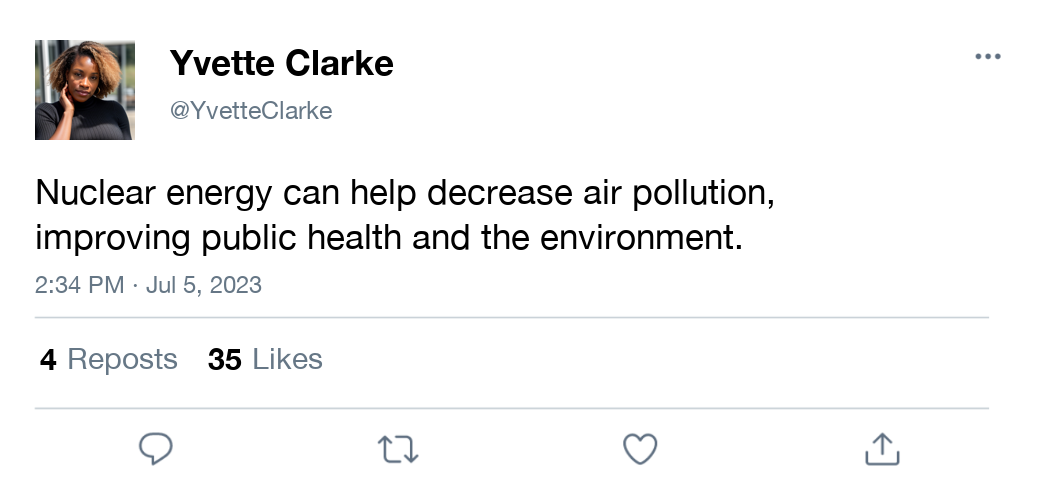 Yvette Clarke
@YvetteClarke
Nuclear energy can help decrease air pollution,
improving public health and the environment.
2:34 PM · Jul 5, 2023
4 Reposts 35 Likes